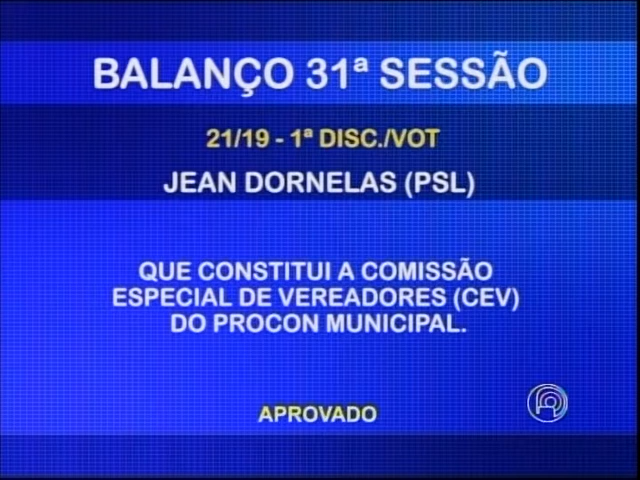 BALANÇO 31ª SESSÃO
21/19 - 1ª DISC./VOT
JEAN DORNELAS (PSL)
QUE CONSTITUI A COMISSÃO
ESPECIAL DE VEREADORES (CEV)
DO PROCON MUNICIPAL.
APROVADO